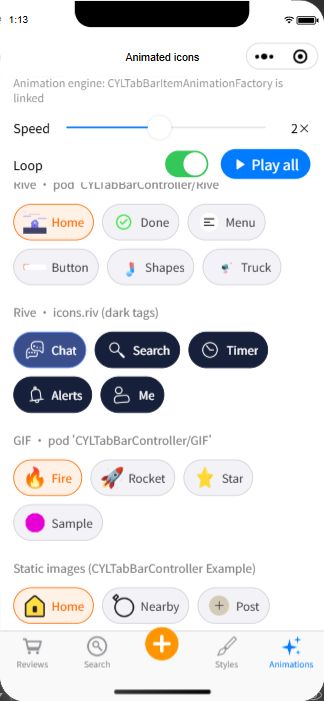 1:13
Animated icons
Animation engine: CYLTabBarItemAnimationFactory is
linked
Speed 2×
Loop Play all
Rive • pod 'CYLTabBarController/Rive'
Home Done Menu
Button Shapes Truck
Rive • icons.riv (dark tags)
Chat Search Timer
Alerts Me
GIF • pod 'CYLTabBarController/GIF'
Fire Rocket Star
Sample
Static images (CYLTabBarController Example)
Home Nearby Post
Reviews Search Styles Animations